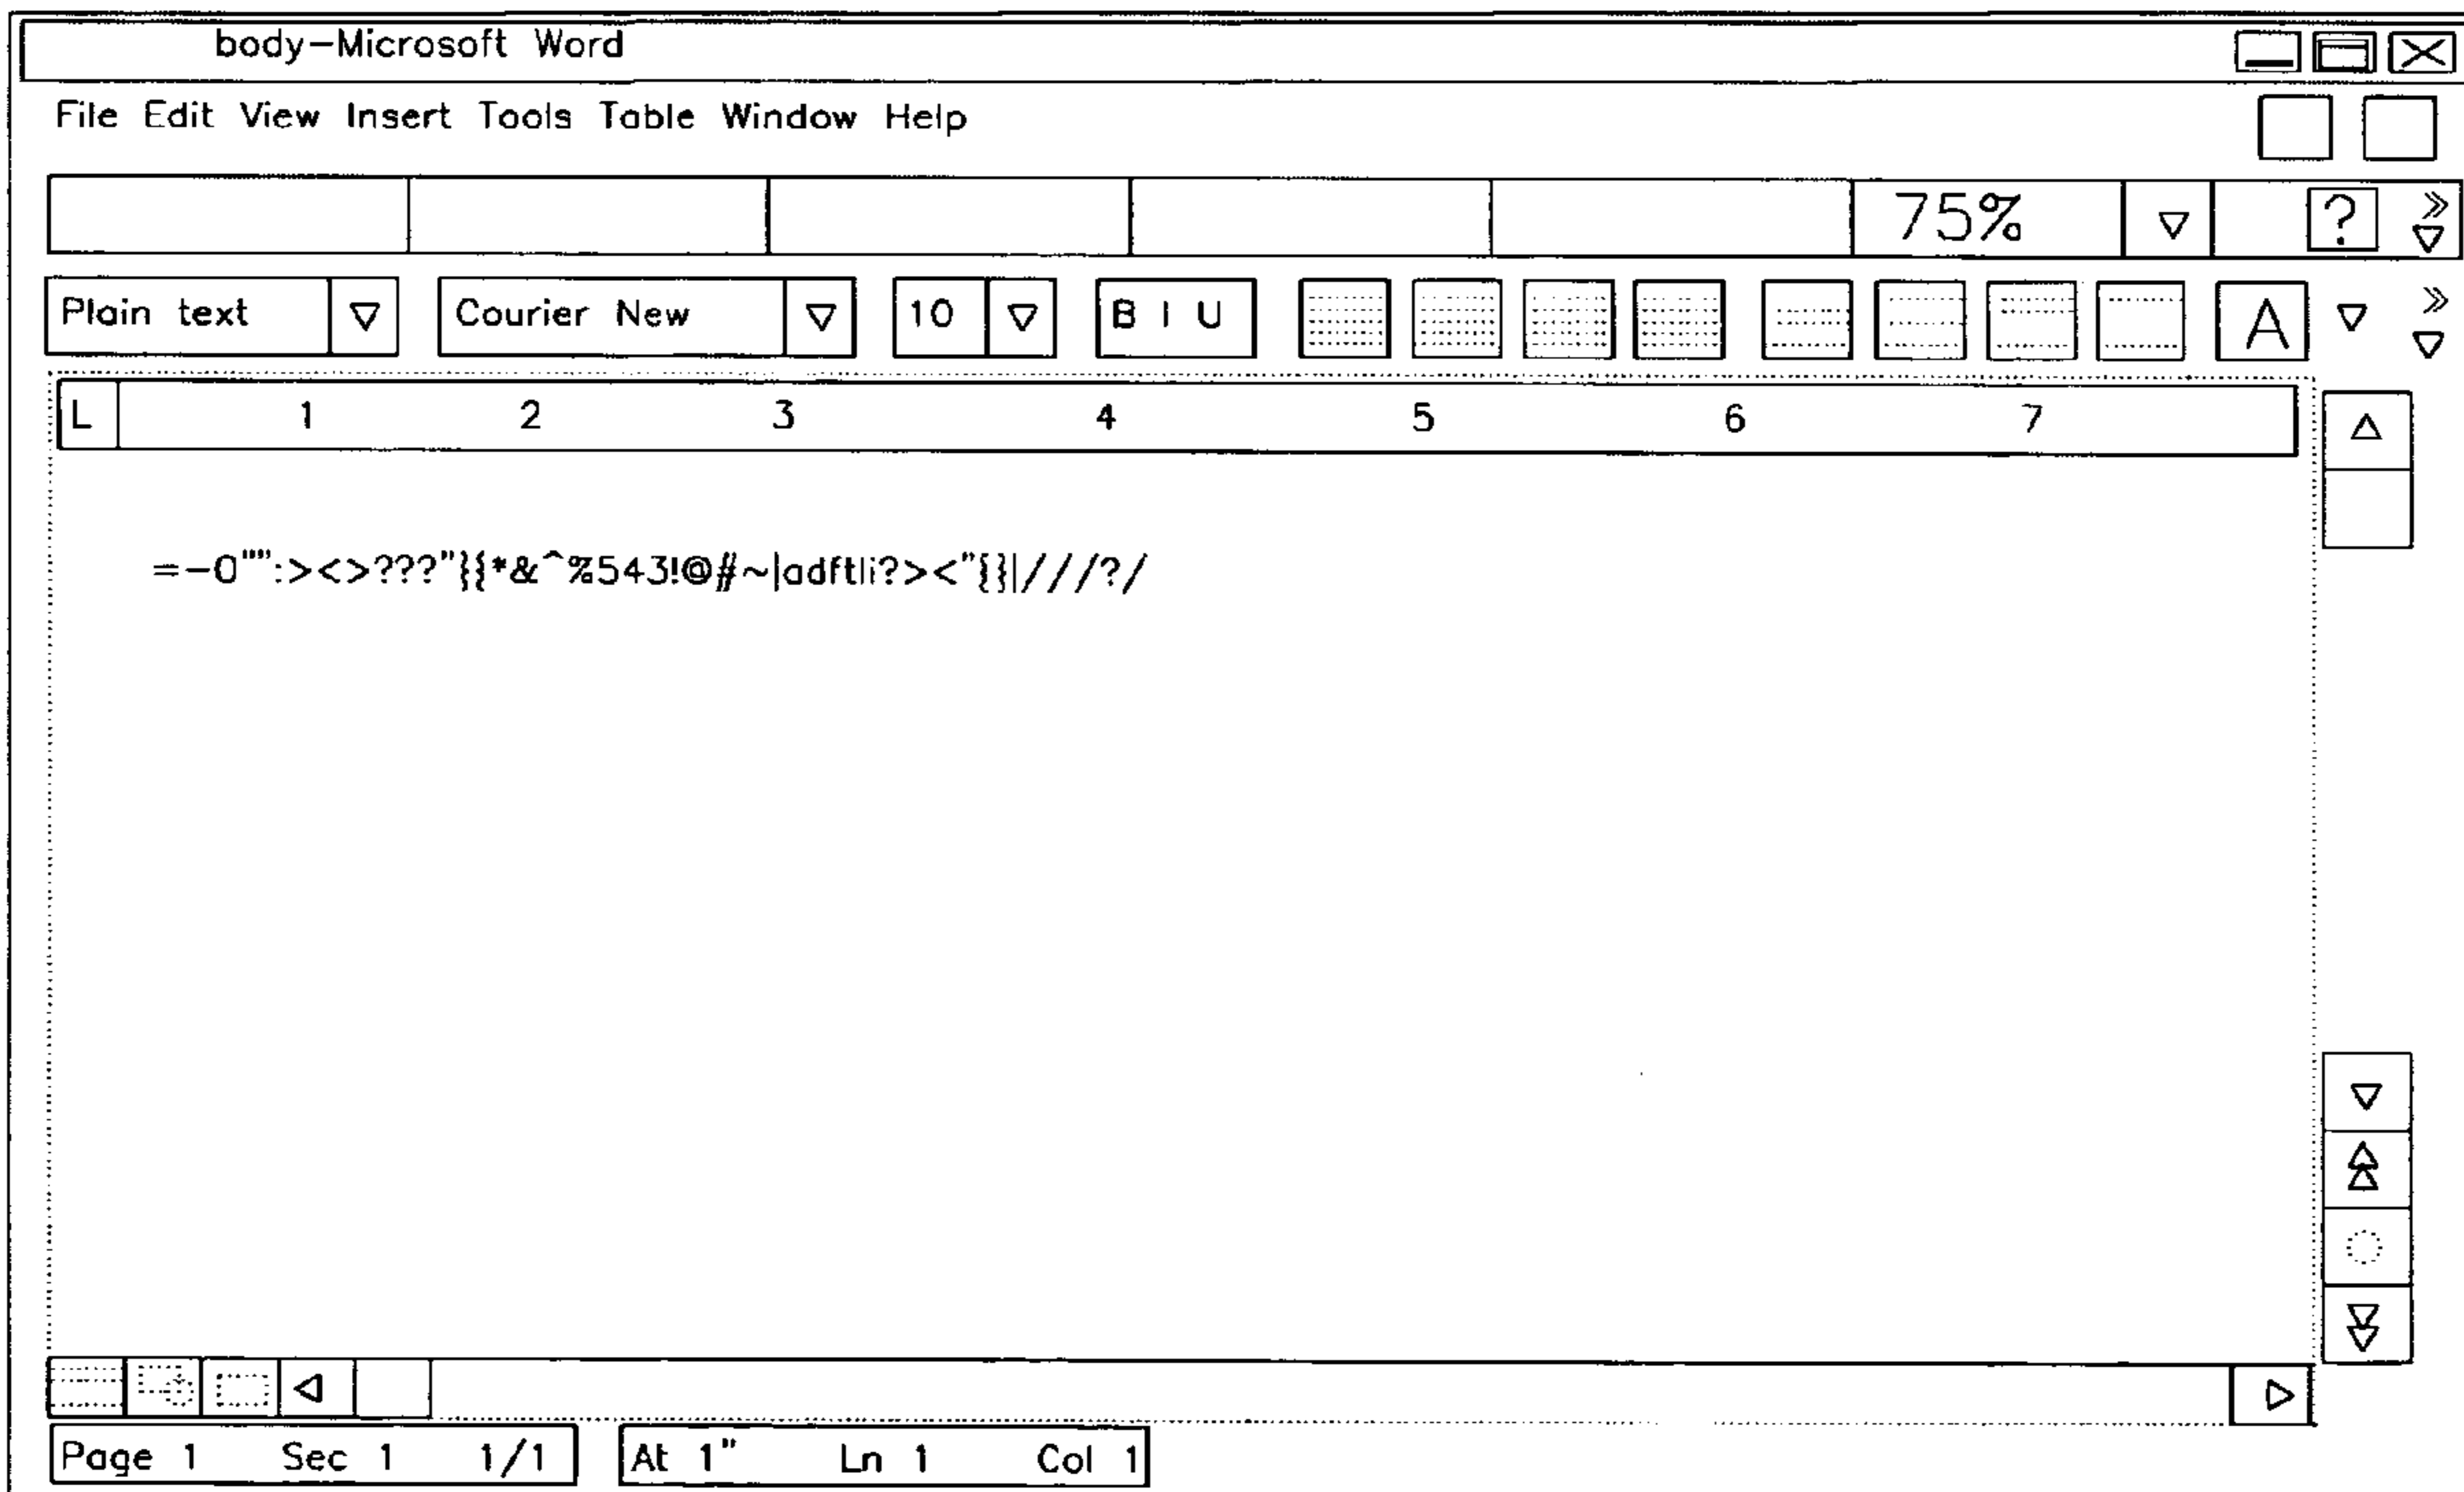 body-Microsoft Word
File Edit View Insert Tools Table Window Help
75% ?
Plain text Courier New 10 B I U A
L 1 2 3 4 5 6 7
=-0"":><>???"}{*&^%543!@#~|adftli?><"{}|///?/
Page 1 Sec 1 1/1 At 1" Ln 1 Col 1